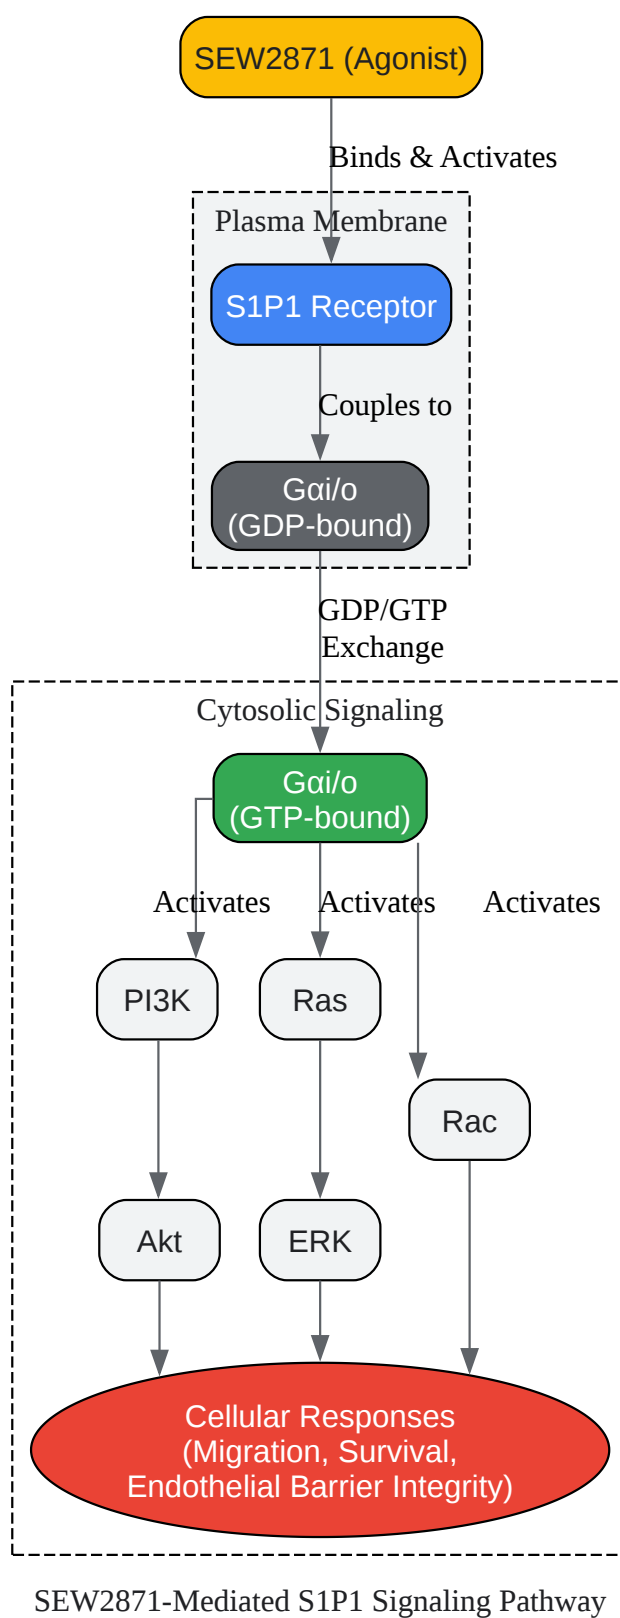 SEW2871 (Agonist)
Binds & Activates
Plasma Membrane
S1P1 Receptor
Couples to
Gαi/o
(GDP-bound)
GDP/GTP
Exchange
Cytosolic Signaling
Gαi/o
(GTP-bound)
Activates
Activates
Activates
PI3K
Ras
Rac
Akt
ERK
Cellular Responses
(Migration, Survival,
Endothelial Barrier Integrity)
SEW2871-Mediated S1P1 Signaling Pathway